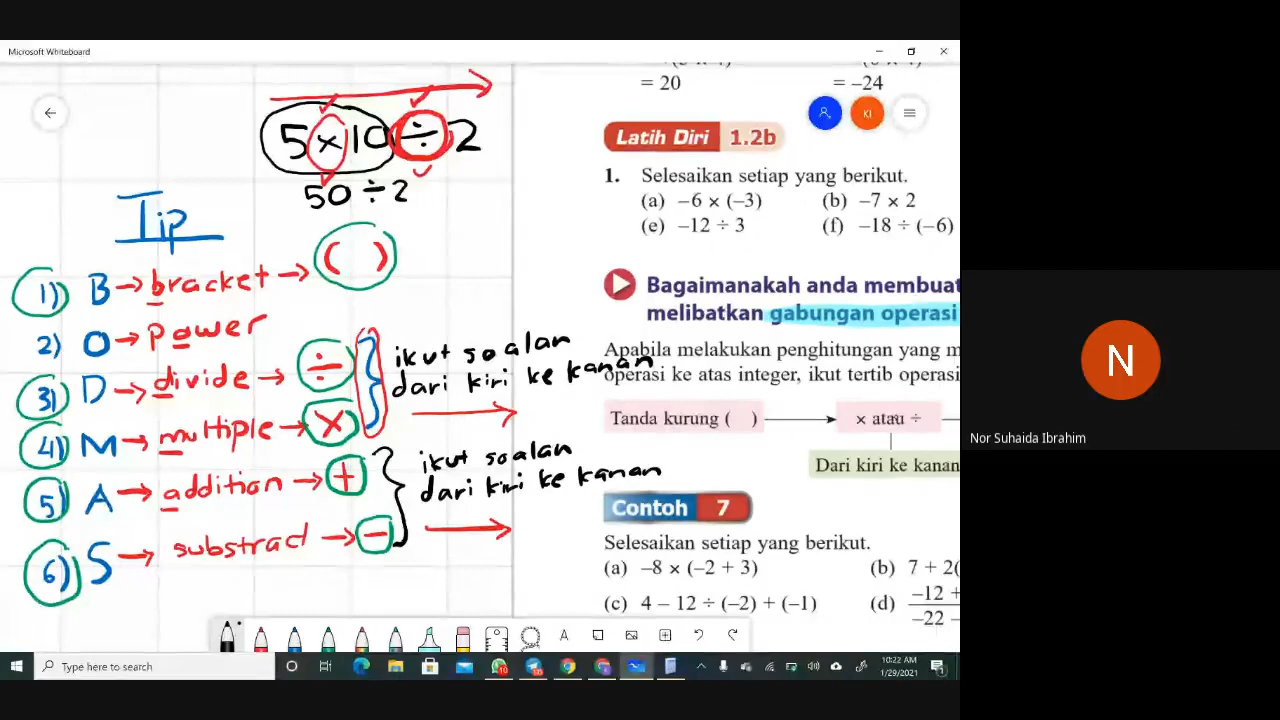 Microsoft Whiteboard
5 × 10 ÷ 2
50 ÷ 2
Tip
1) B → bracket → ( )
2) O → power
3) D → divide → ÷
4) M → multiple → ×
ikut soalan
dari kiri ke kanan
5) A → addition → +
6) S → substrad → −
ikut soalan
dari kiri ke kanan
= 20
= –24
KI
Latih Diri 1.2b
1. Selesaikan setiap yang berikut.
(a) –6 × (–3) (b) –7 × 2
(e) –12 ÷ 3 (f) –18 ÷ (–6)
Bagaimanakah anda membuat
melibatkan gabungan operasi
Apabila melakukan penghitungan yang m
operasi ke atas integer, ikut tertib operasi
Tanda kurung ( ) × atau ÷
Dari kiri ke kanan
Contoh 7
Selesaikan setiap yang berikut.
(a) –8 × (–2 + 3) (b) 7 + 2(
(c) 4 – 12 ÷ (–2) + (–1) (d) –12 +
–22 –
A
Type here to search
10:22 AM
1/29/2021
N
Nor Suhaida Ibrahim